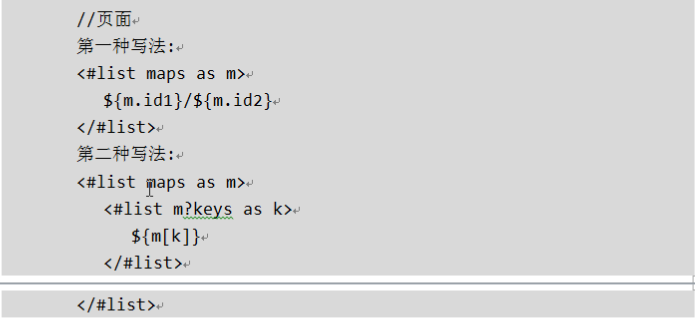 //页面
第一种写法:
<#list maps as m>
${m.id1}/${m.id2}
</#list>
第二种写法:
<#list maps as m>
<#list m?keys as k>
${m[k]}
</#list>
</#list>